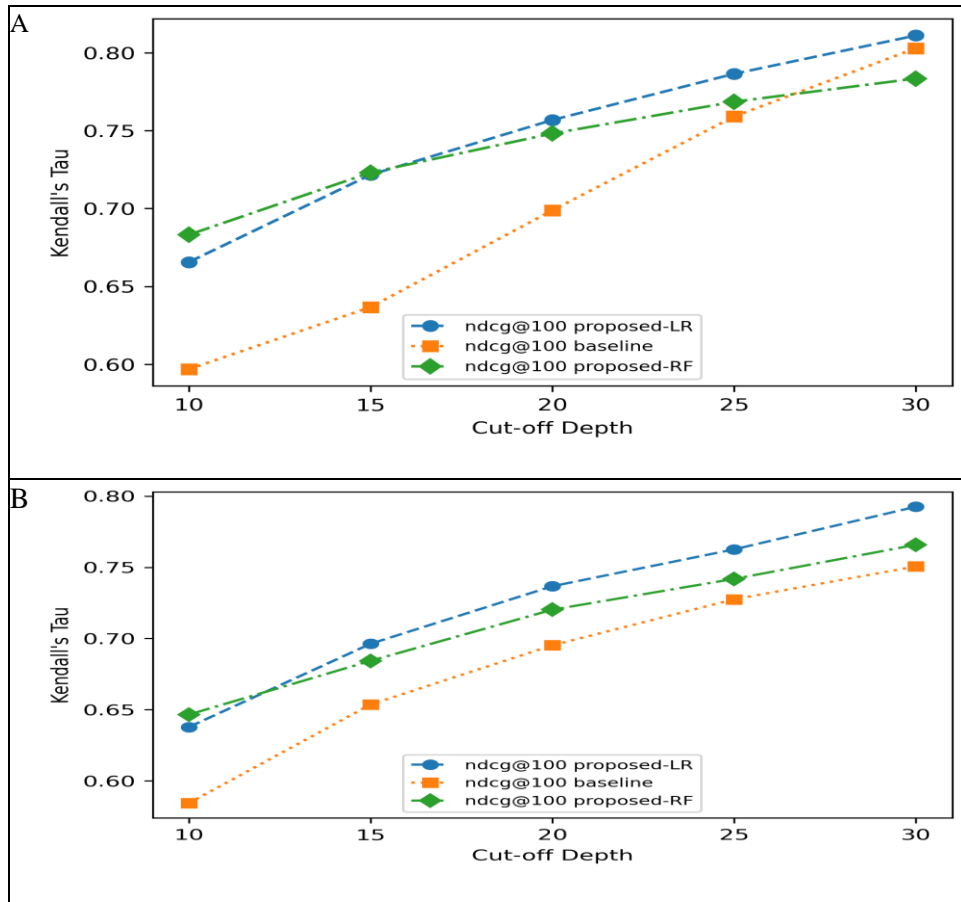 A
0.80
0.75
0.70
0.65
0.60
Kendall's Tau
ndcg@100 proposed-LR
ndcg@100 baseline
ndcg@100 proposed-RF
10 15 20 25 30
Cut-off Depth
B
0.80
0.75
0.70
0.65
0.60
Kendall's Tau
ndcg@100 proposed-LR
ndcg@100 baseline
ndcg@100 proposed-RF
10 15 20 25 30
Cut-off Depth